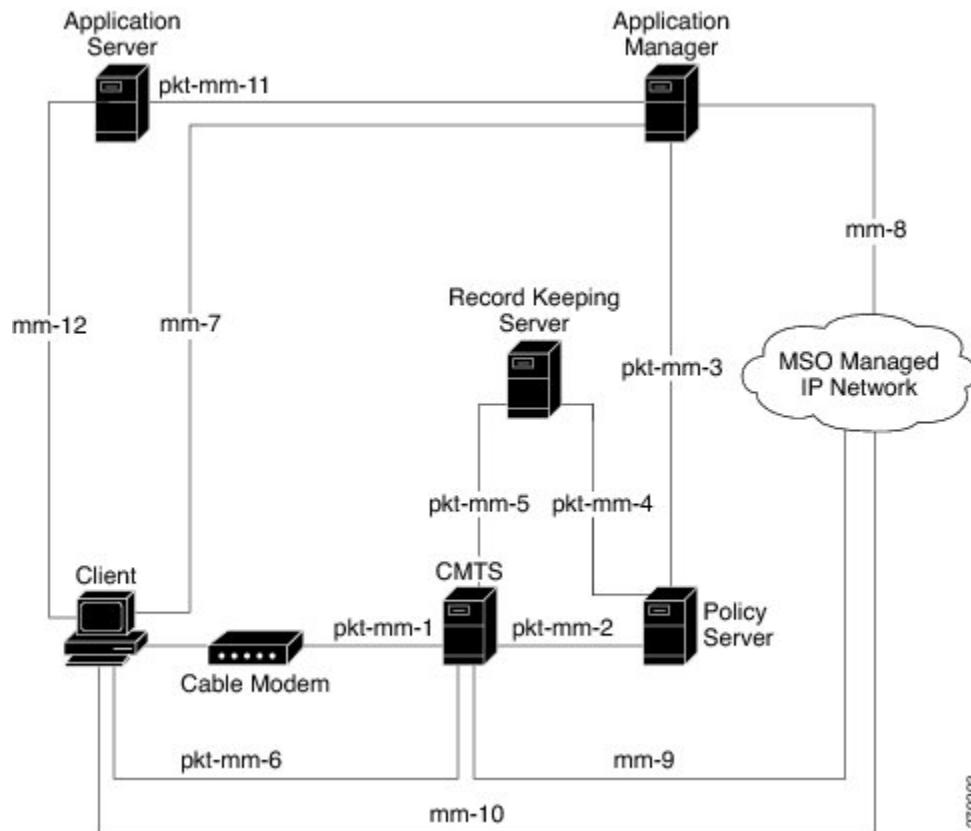 Application
Server
Application
Manager
pkt-mm-11
mm-8
Record Keeping
Server
mm-12
mm-7
pkt-mm-3
MSO Managed
IP Network
pkt-mm-5
pkt-mm-4
Client
CMTS
Policy
Server
pkt-mm-1
pkt-mm-2
Cable Modem
pkt-mm-6
mm-9
mm-10